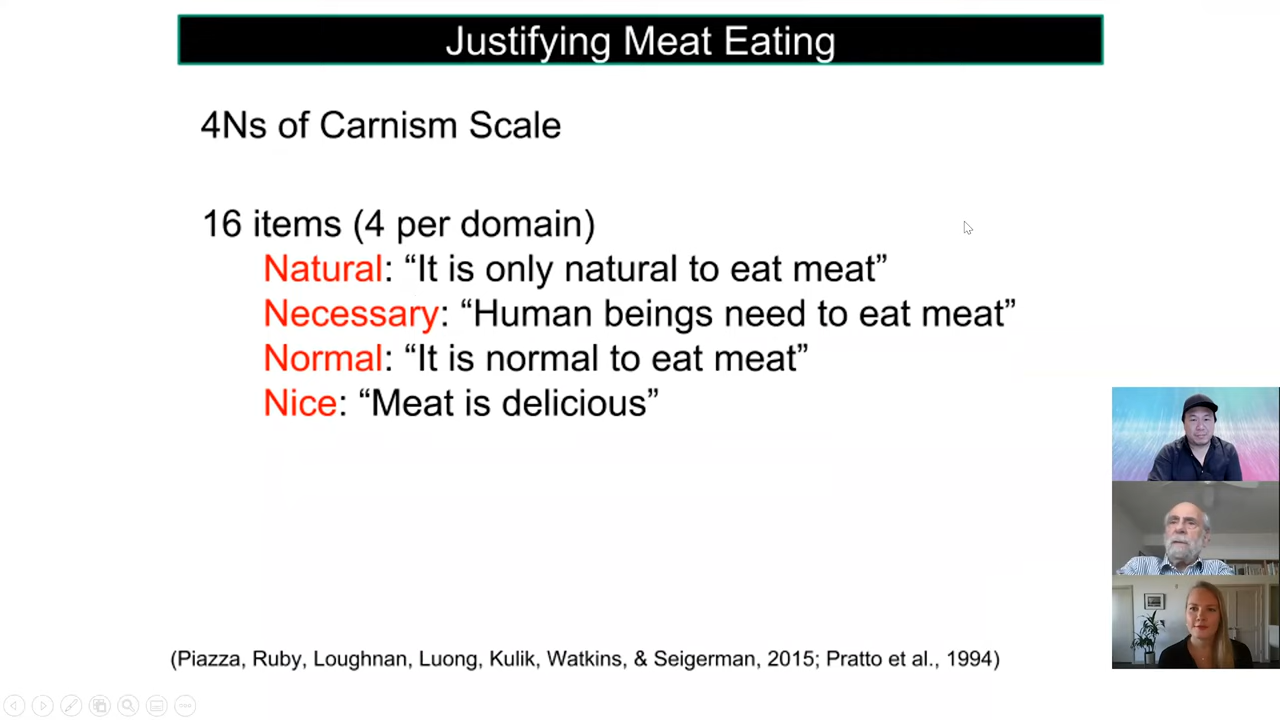 Justifying Meat Eating
4Ns of Carnism Scale
16 items (4 per domain)
Natural: “It is only natural to eat meat”
Necessary: “Human beings need to eat meat”
Normal: “It is normal to eat meat”
Nice: “Meat is delicious”
(Piazza, Ruby, Loughnan, Luong, Kulik, Watkins, & Seigerman, 2015; Pratto et al., 1994)